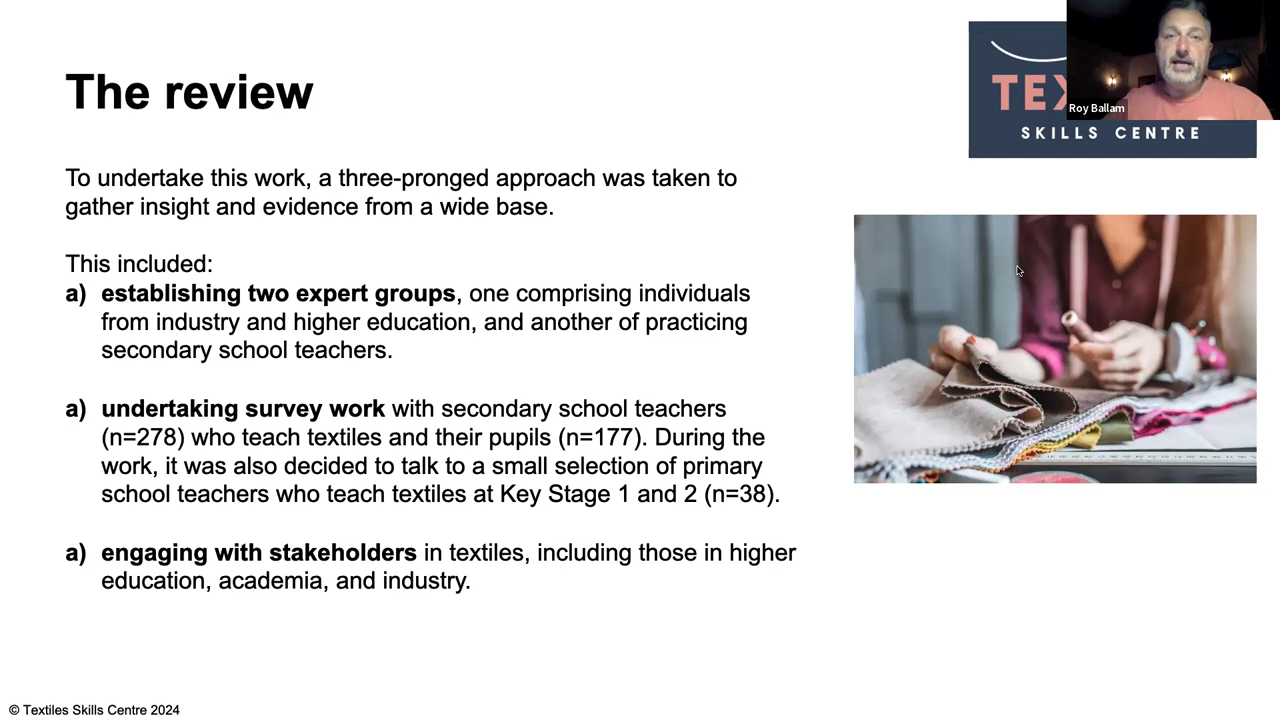 The review
TEX
SKILLS CENTRE
Roy Ballam
To undertake this work, a three-pronged approach was taken to
gather insight and evidence from a wide base.
This included:
a) establishing two expert groups, one comprising individuals
from industry and higher education, and another of practicing
secondary school teachers.
a) undertaking survey work with secondary school teachers
(n=278) who teach textiles and their pupils (n=177). During the
work, it was also decided to talk to a small selection of primary
school teachers who teach textiles at Key Stage 1 and 2 (n=38).
a) engaging with stakeholders in textiles, including those in higher
education, academia, and industry.
© Textiles Skills Centre 2024